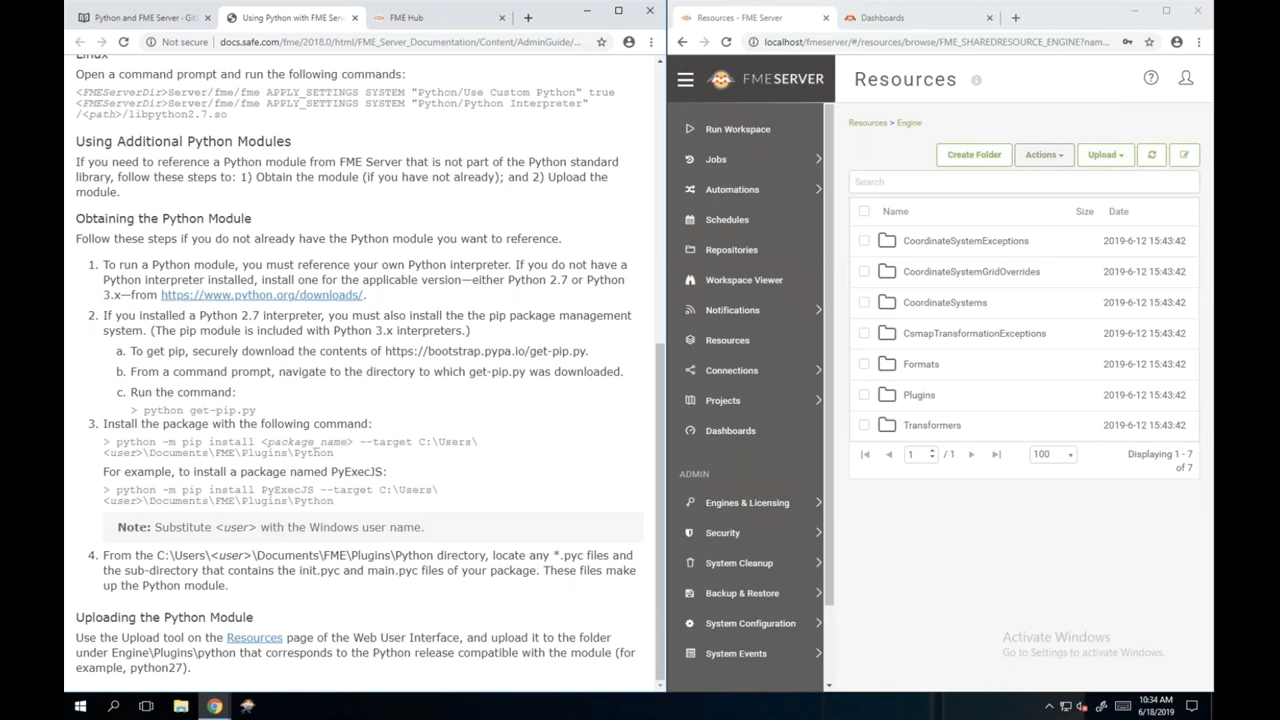 Python and FME Server - Git
Using Python with FME Serv
FME Hub
Not secure
docs.safe.com/fme/2018.0/html/FME_Server_Documentation/Content/AdminGuide/...
Linux
Open a command prompt and run the following commands:
<FMEServerDir>Server/fme/fme APPLY_SETTINGS SYSTEM "Python/Use Custom Python" true
<FMEServerDir>Server/fme/fme APPLY_SETTINGS SYSTEM "Python/Python Interpreter"
/<path>/libpython2.7.so
Using Additional Python Modules
If you need to reference a Python module from FME Server that is not part of the Python standard
library, follow these steps to: 1) Obtain the module (if you have not already); and 2) Upload the
module.
Obtaining the Python Module
Follow these steps if you do not already have the Python module you want to reference.
1. To run a Python module, you must reference your own Python interpreter. If you do not have a
Python interpreter installed, install one for the applicable version—either Python 2.7 or Python
3.x—from https://www.python.org/downloads/.
2. If you installed a Python 2.7 interpreter, you must also install the the pip package management
system. (The pip module is included with Python 3.x interpreters.)
a. To get pip, securely download the contents of https://bootstrap.pypa.io/get-pip.py.
b. From a command prompt, navigate to the directory to which get-pip.py was downloaded.
c. Run the command:
> python get-pip.py
3. Install the package with the following command:
> python -m pip install <package_name> --target C:\Users\
<user>\Documents\FME\Plugins\Python
For example, to install a package named PyExecJS:
> python -m pip install PyExecJS --target C:\Users\
<user>\Documents\FME\Plugins\Python
Note: Substitute <user> with the Windows user name.
4. From the C:\Users\<user>\Documents\FME\Plugins\Python directory, locate any *.pyc files and
the sub-directory that contains the init.pyc and main.pyc files of your package. These files make
up the Python module.
Uploading the Python Module
Use the Upload tool on the Resources page of the Web User Interface, and upload it to the folder
under Engine\Plugins\python that corresponds to the Python release compatible with the module (for
example, python27).
Resources - FME Server
Dashboards
localhost/fmeserver/#/resources/browse/FME_SHAREDRESOURCE_ENGINE?nam...
FMESERVER
Run Workspace
Jobs
Automations
Schedules
Repositories
Workspace Viewer
Notifications
Resources
Connections
Projects
Dashboards
ADMIN
Engines & Licensing
Security
System Cleanup
Backup & Restore
System Configuration
System Events
Resources
Resources > Engine
Create Folder
Actions
Upload
Search
Name Size Date
CoordinateSystemExceptions 2019-6-12 15:43:42
CoordinateSystemGridOverrides 2019-6-12 15:43:42
CoordinateSystems 2019-6-12 15:43:42
CsmapTransformationExceptions 2019-6-12 15:43:42
Formats 2019-6-12 15:43:42
Plugins 2019-6-12 15:43:42
Transformers 2019-6-12 15:43:42
1 / 1 100 Displaying 1 - 7
of 7
Activate Windows
Go to Settings to activate Windows.
10:34 AM
6/18/2019